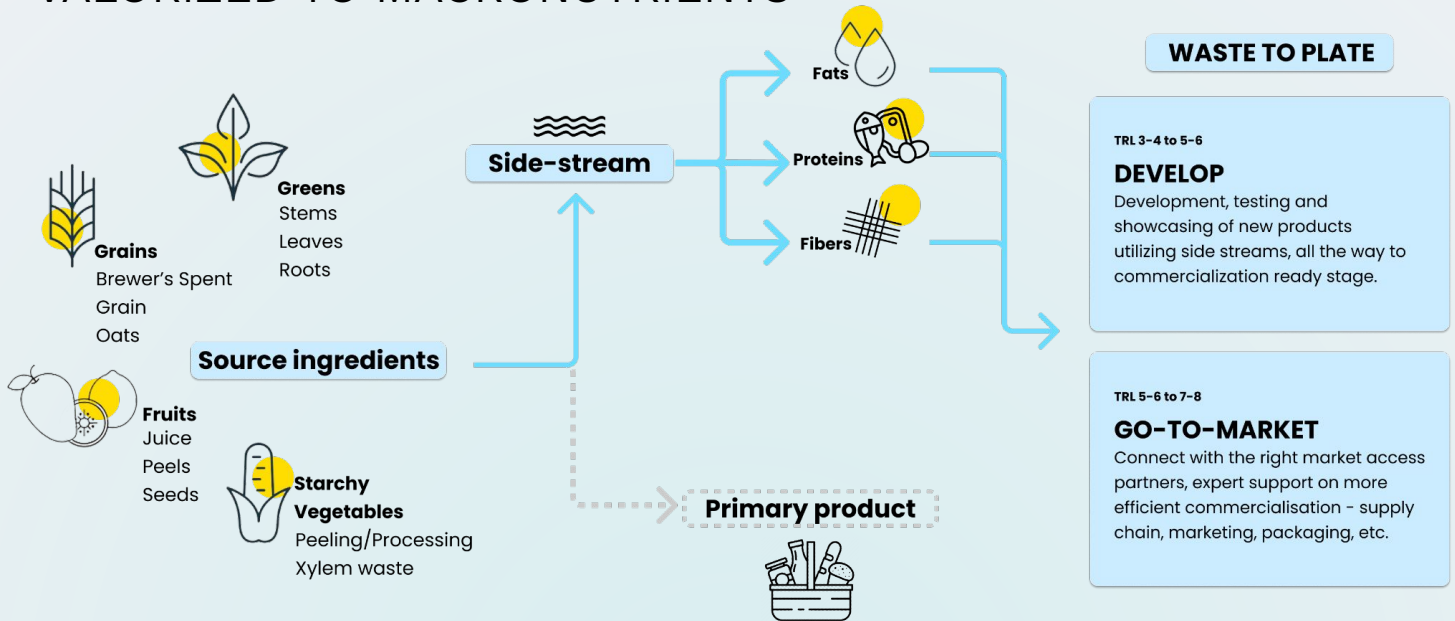 VALORIZED TO MACRONUTRIENTS
Greens
Stems
Leaves
Roots
Grains
Brewer's Spent
Grain
Oats
Source ingredients
Fruits
Juice
Peels
Seeds
Starchy
Vegetables
Peeling/Processing
Xylem waste
Side-stream
Fats
Proteins
Fibers
Primary product
WASTE TO PLATE
TRL 3-4 to 5-6
DEVELOP
Development, testing and
showcasing of new products
utilizing side streams, all the way to
commercialization ready stage.
TRL 5-6 to 7-8
GO-TO-MARKET
Connect with the right market access
partners, expert support on more
efficient commercialisation - supply
chain, marketing, packaging, etc.